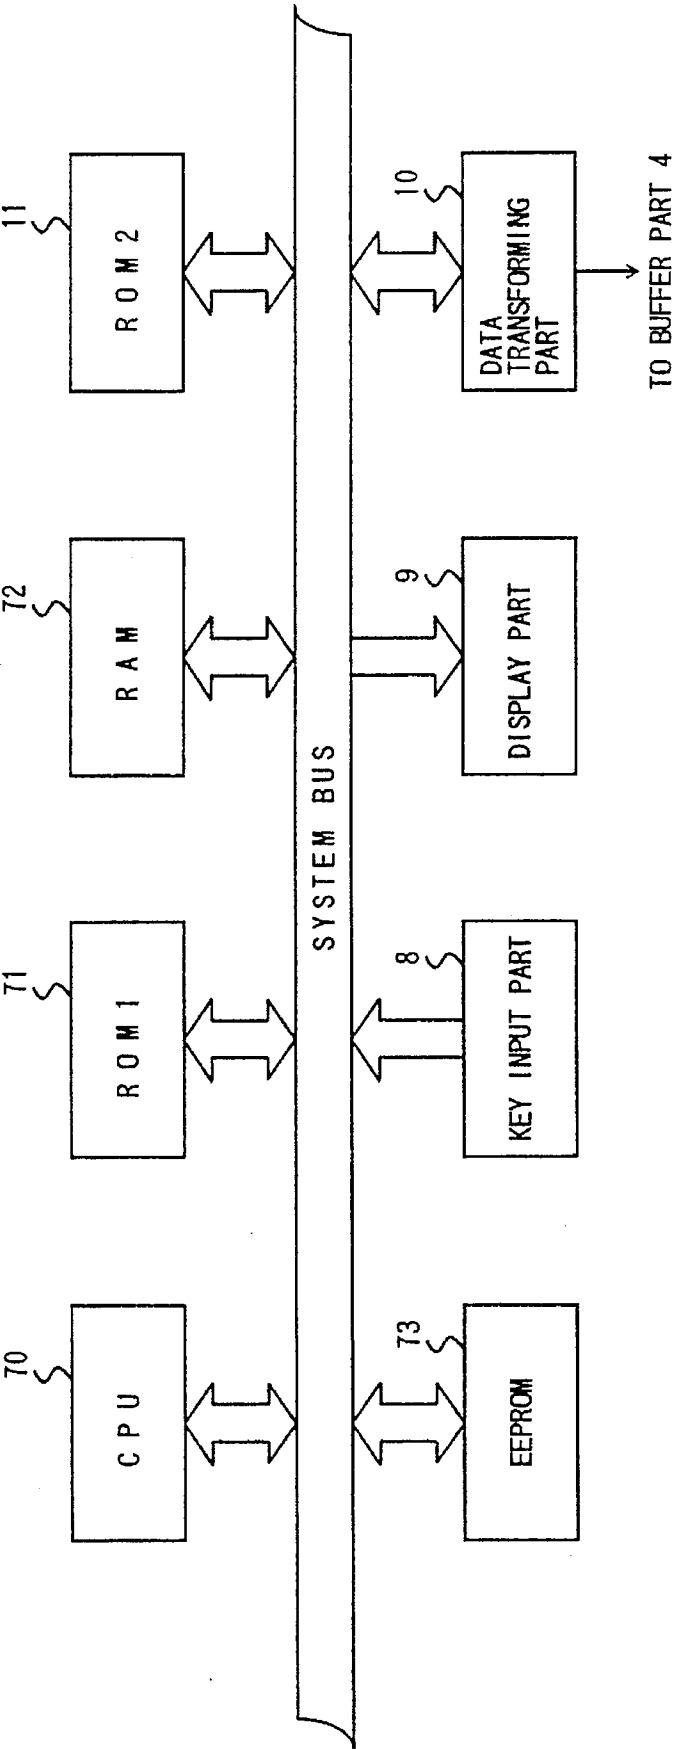 70
CPU
71
ROM1
72
RAM
11
ROM2
SYSTEM BUS
73
EEPROM
8
KEY INPUT PART
9
DISPLAY PART
10
DATA
TRANSFORMING
PART
TO BUFFER PART 4